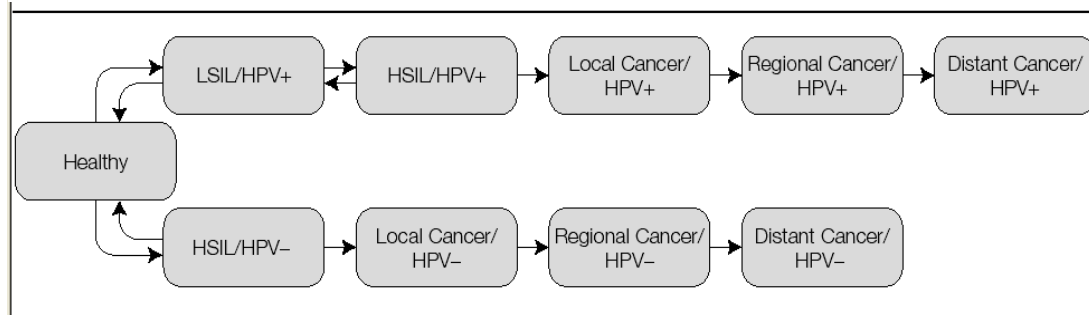 LSIL/HPV+
HSIL/HPV+
Local Cancer/
HPV+
Regional Cancer/
HPV+
Distant Cancer/
HPV+
Healthy
HSIL/HPV–
Local Cancer/
HPV–
Regional Cancer/
HPV–
Distant Cancer/
HPV–